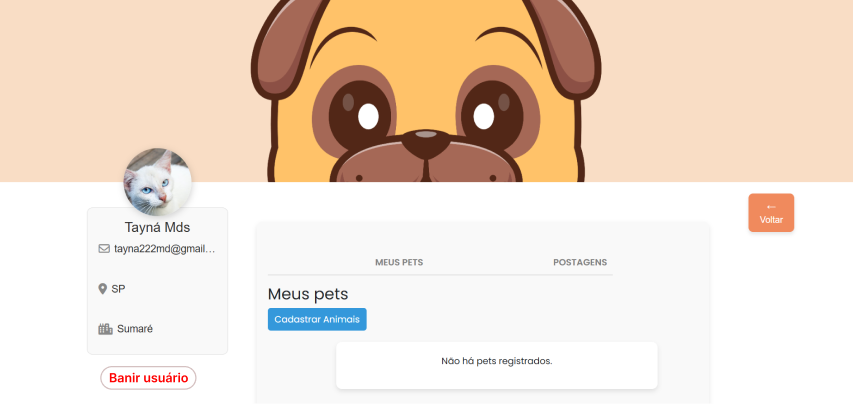 ←
Voltar
Tayná Mds
tayna222md@gmail...
SP
Sumaré
Banir usuário
MEUS PETS POSTAGENS
Meus pets
Cadastrar Animais
Não há pets registrados.